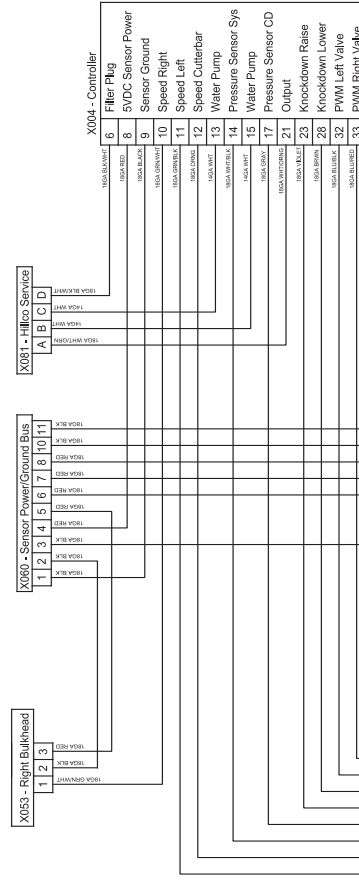 X004 - Controller
6 Filter Plug
8 5VDC Sensor Power
9 Sensor Ground
10 Speed Right
11 Speed Left
12 Speed Cutterbar
13 Water Pump
14 Pressure Sensor Sys
15 Water Pump
17 Pressure Sensor CD
21 Output
23 Knockdown Raise
28 Knockdown Lower
32 PWM Left Valve
33 PWM Right Valve
18GA BLK/WHT
18GA RED
18GA BLACK
18GA GRN/WHT
18GA GRN/BLK
18GA ORNG
14GA WHT
18GA WHT/BLK
14GA WHT
18GA GRAY
18GA WHT/ORNG
18GA VIOLET
18GA BRWN
18GA BLU/BLK
18GA BLU/RED
X081 - Hillco Service
A B C D
18GA WHT/GRN
14GA WHT
14GA WHT
18GA BLK/WHT
X060 - Sensor Power/Ground Bus
1 2 3 4 5 6 7 8 10 11
18GA BLK
18GA BLK
18GA BLK
18GA RED
18GA RED
18GA RED
18GA RED
18GA RED
18GA BLK
18GA BLK
X053 - Right Bulkhead
1 2 3
18GA GRN/WHT
18GA BLK
18GA RED